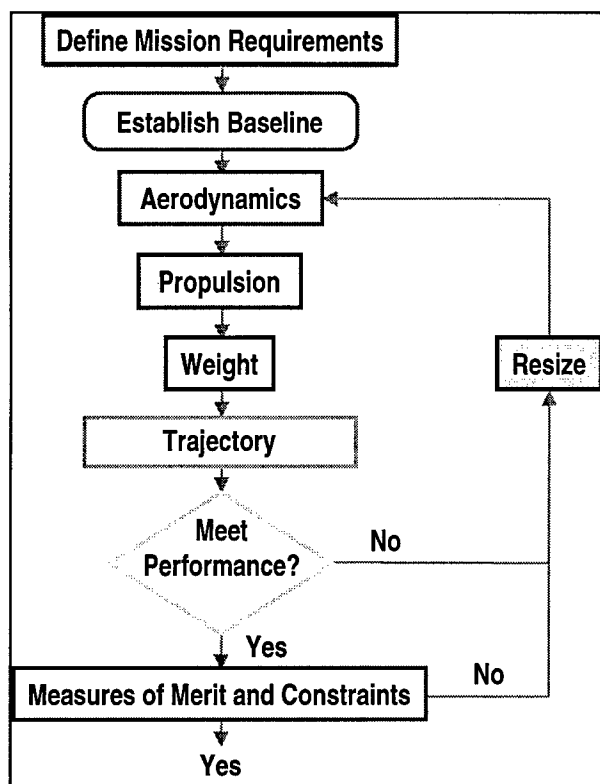 Define Mission Requirements
Establish Baseline
Aerodynamics
Propulsion
Weight
Resize
Trajectory
Meet
Performance?
No
Yes
Measures of Merit and Constraints
No
Yes